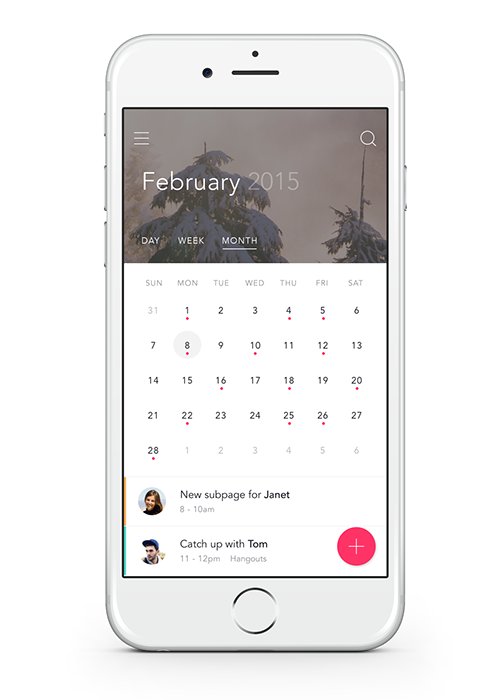 February 2015
DAY WEEK MONTH
SUN MON TUE WED THU FRI SAT
31 1 2 3 4 5 6
7 8 9 10 11 12 13
14 15 16 17 18 19 20
21 22 23 24 25 26 27
28 1 2 3 4 5 6
New subpage for Janet
8 - 10am
Catch up with Tom
11 - 12pm Hangouts